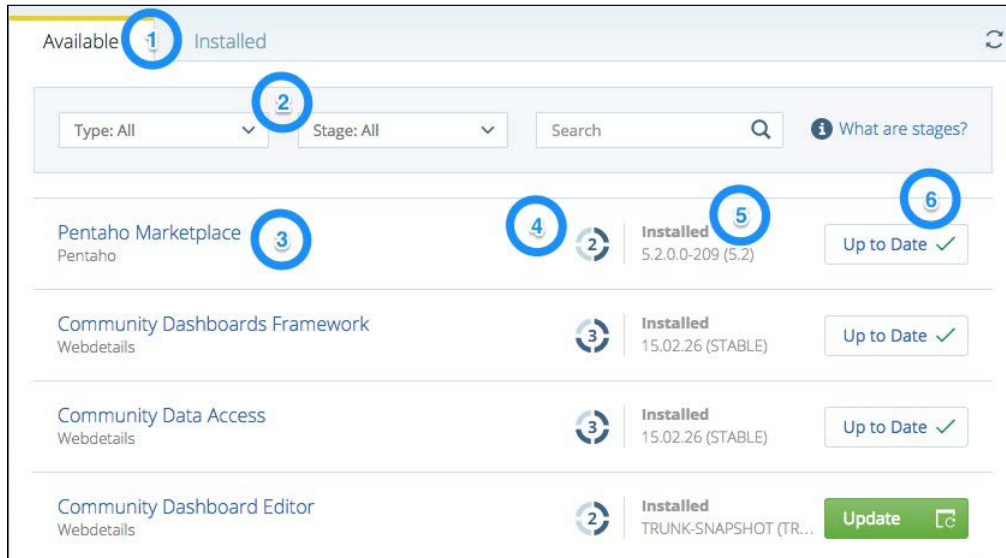 Available 1 Installed
2
Type: All Stage: All Search What are stages?
6
Pentaho Marketplace 3 4 2 Installed 5 Up to Date
Pentaho 5.2.0.0-209 (5.2)
Community Dashboards Framework 3 Installed Up to Date
Webdetails 15.02.26 (STABLE)
Community Data Access 3 Installed Up to Date
Webdetails 15.02.26 (STABLE)
Community Dashboard Editor 2 Installed Update
Webdetails TRUNK-SNAPSHOT (TR...